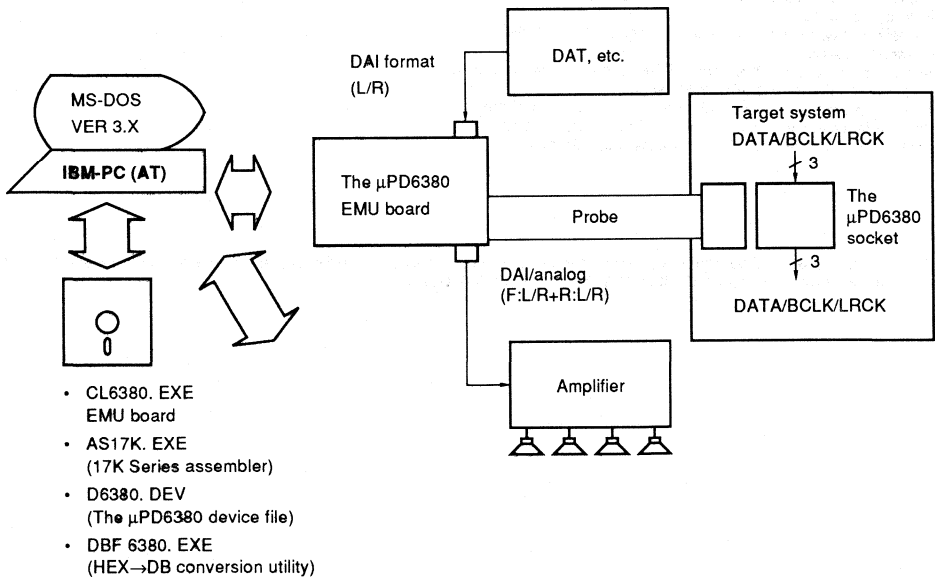 MS-DOS
VER 3.X
IBM-PC (AT)
• CL6380. EXE
EMU board
• AS17K. EXE
(17K Series assembler)
• D6380. DEV
(The μPD6380 device file)
• DBF 6380. EXE
(HEX→DB conversion utility)
DAI format
(L/R)
DAT, etc.
The μPD6380
EMU board
Probe
DAI/analog
(F:L/R+R:L/R)
Amplifier
Target system
DATA/BCLK/LRCK
3
The
μPD6380
socket
3
DATA/BCLK/LRCK